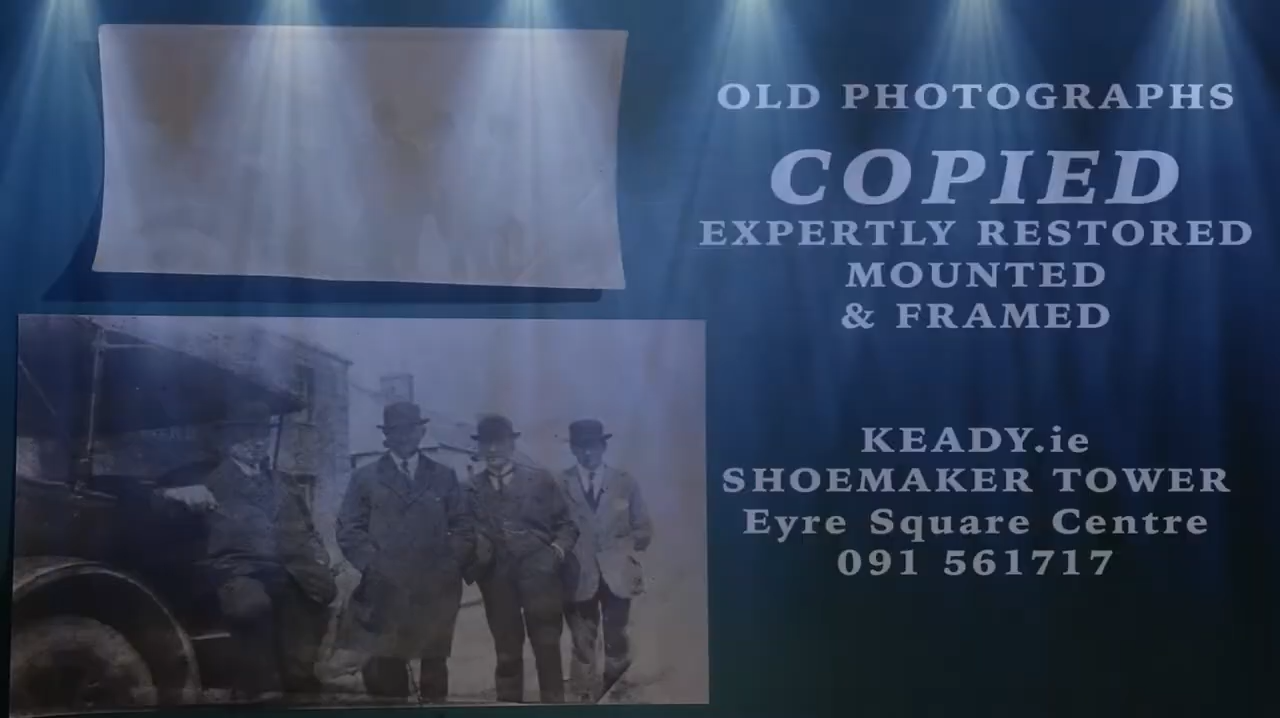 OLD PHOTOGRAPHS
COPIED
EXPERTLY RESTORED
MOUNTED
& FRAMED
KEADY.ie
SHOEMAKER TOWER
Eyre Square Centre
091 561717